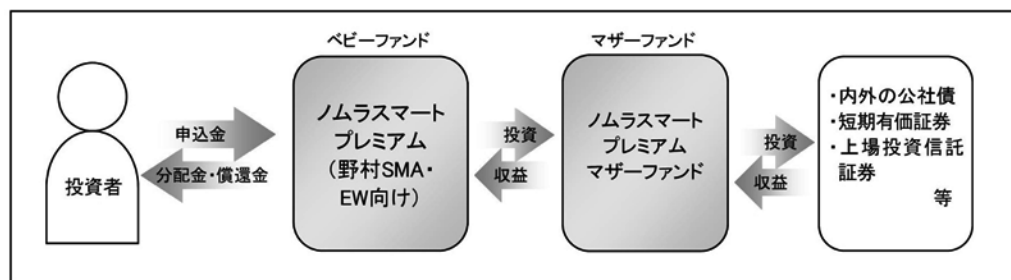 ベビーファンド
マザーファンド
投資者
申込金
分配金・償還金
ノムラスマート
プレミアム
(野村SMA・
EW向け)
投資
収益
ノムラスマート
プレミアム
マザーファンド
投資
収益
・内外の公社債
・短期有価証券
・上場投資信託
証券
等